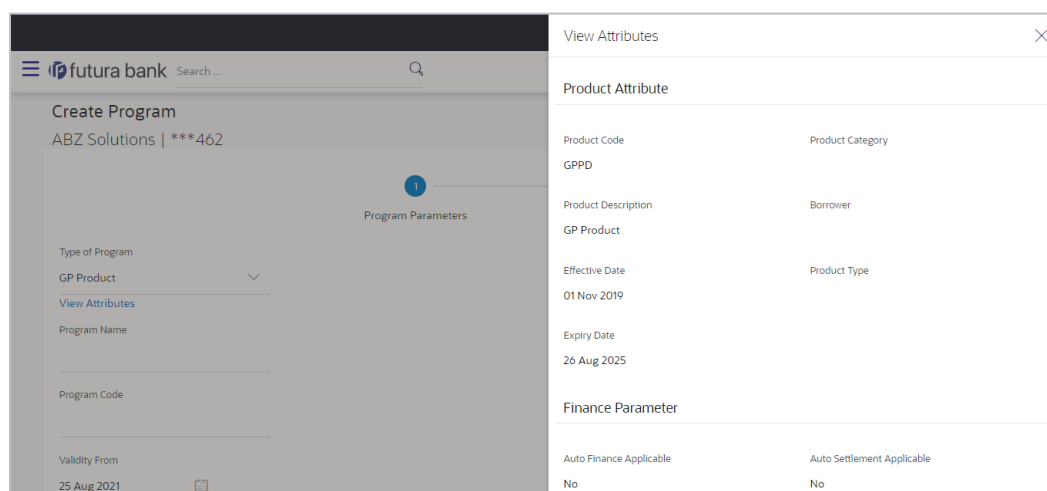 futura bank
Search ...
Create Program
ABZ Solutions | ***462
1
Program Parameters
Type of Program
GP Product
View Attributes
Program Name
Program Code
Validity From
25 Aug 2021
View Attributes
Product Attribute
Product Code
Product Category
GPPD
Product Description
Borrower
GP Product
Effective Date
Product Type
01 Nov 2019
Expiry Date
26 Aug 2025
Finance Parameter
Auto Finance Applicable
Auto Settlement Applicable
No
No